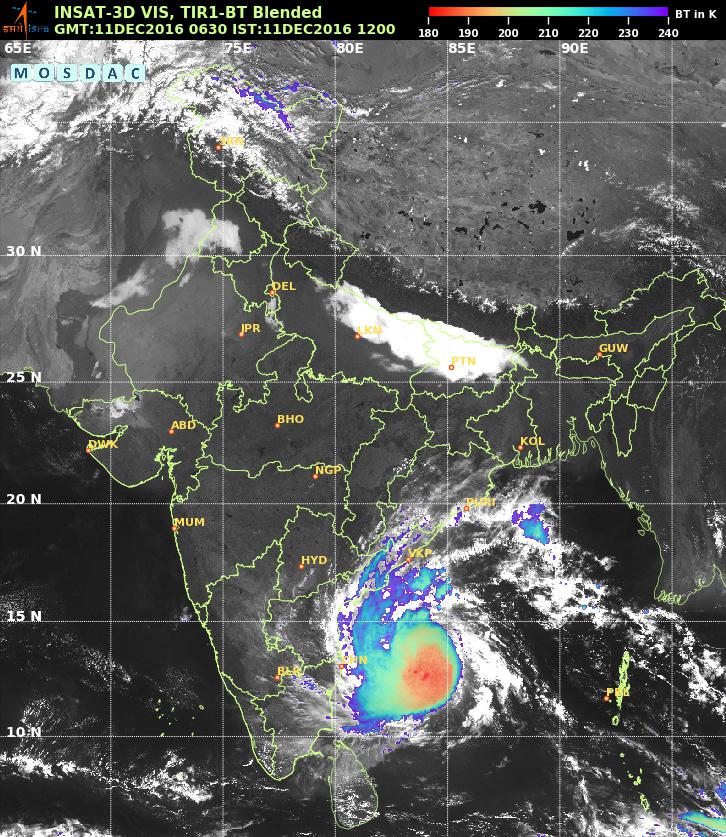 INSAT-3D VIS, TIR1-BT Blended
GMT:11DEC2016 0630 IST:11DEC2016 1200
BT in K
180 190 200 210 220 230 240
65E 75E 80E 85E 90E
MOSDAC
30 N
DEL
JPR
LKN
PTN
GUW
25 N
ABD
BHO
DWK
KOL
NGP
20 N
PURI
MUM
HYD
VKP
15 N
BLR
10 N